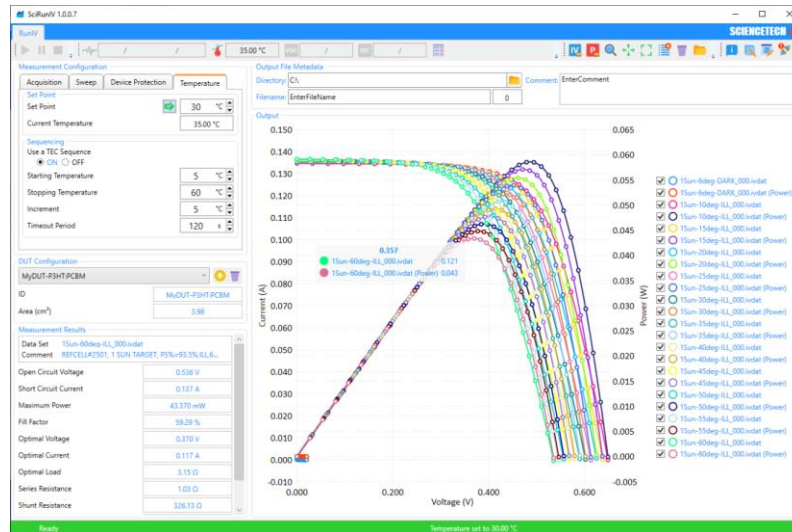 SciRunIV 1.0.0.7
RunIV
SCIENCETECH
/ / 35.00 °C / /
Measurement Configuration
Acquisition Sweep Device Protection Temperature
Set Point
Set Point 30 °C
Current Temperature 35.00 °C
Sequencing
Use a TEC Sequence
ON OFF
Starting Temperature 5 °C
Stopping Temperature 60 °C
Increment 5 °C
Timeout Period 120 s
DUT Configuration
MyDUT-P3HT:PCBM
ID MyDUT-P3HT:PCBM
Area (cm²) 3.98
Measurement Results
Data Set 1Sun-60deg-ILL_000.ivdat
Comment REFCELL#2501, 1 SUN TARGET, PS%=93.5%,ILL,6...
Open Circuit Voltage 0.536 V
Short Circuit Current 0.137 A
Maximum Power 43.370 mW
Fill Factor 59.29 %
Optimal Voltage 0.370 V
Optimal Current 0.117 A
Optimal Load 3.15 Ω
Series Resistance 1.03 Ω
Shunt Resistance 326.13 Ω
Output File Metadata
Directory: C:\ Comment: EnterComment
Filename: EnterFileName 0
Output
0.150
0.140
0.130
0.120
0.110
0.100
0.090
0.080
0.070
0.060
0.050
0.040
0.030
0.020
0.010
0.000
-0.010
Current (A)
0.357
1Sun-60deg-ILL_000.ivdat 0.121
1Sun-60deg-ILL_000.ivdat (Power) 0.043
0.000 0.200 0.400 0.600
Voltage (V)
0.065
0.060
0.055
0.050
0.045
0.040
0.035
0.030
0.025
0.020
0.015
0.010
0.005
0.000
-0.005
Power (W)
1Sun-6deg-DARK_000.ivdat
1Sun-6deg-DARK_000.ivdat (Power)
1Sun-10deg-ILL_000.ivdat
1Sun-10deg-ILL_000.ivdat (Power)
1Sun-15deg-ILL_000.ivdat
1Sun-15deg-ILL_000.ivdat (Power)
1Sun-20deg-ILL_000.ivdat
1Sun-20deg-ILL_000.ivdat (Power)
1Sun-25deg-ILL_000.ivdat
1Sun-25deg-ILL_000.ivdat (Power)
1Sun-30deg-ILL_000.ivdat
1Sun-30deg-ILL_000.ivdat (Power)
1Sun-35deg-ILL_000.ivdat
1Sun-35deg-ILL_000.ivdat (Power)
1Sun-40deg-ILL_000.ivdat
1Sun-40deg-ILL_000.ivdat (Power)
1Sun-45deg-ILL_000.ivdat
1Sun-45deg-ILL_000.ivdat (Power)
1Sun-50deg-ILL_000.ivdat
1Sun-50deg-ILL_000.ivdat (Power)
1Sun-55deg-ILL_000.ivdat
1Sun-55deg-ILL_000.ivdat (Power)
1Sun-60deg-ILL_000.ivdat
1Sun-60deg-ILL_000.ivdat (Power)
Ready Temperature set to 30.00 °C